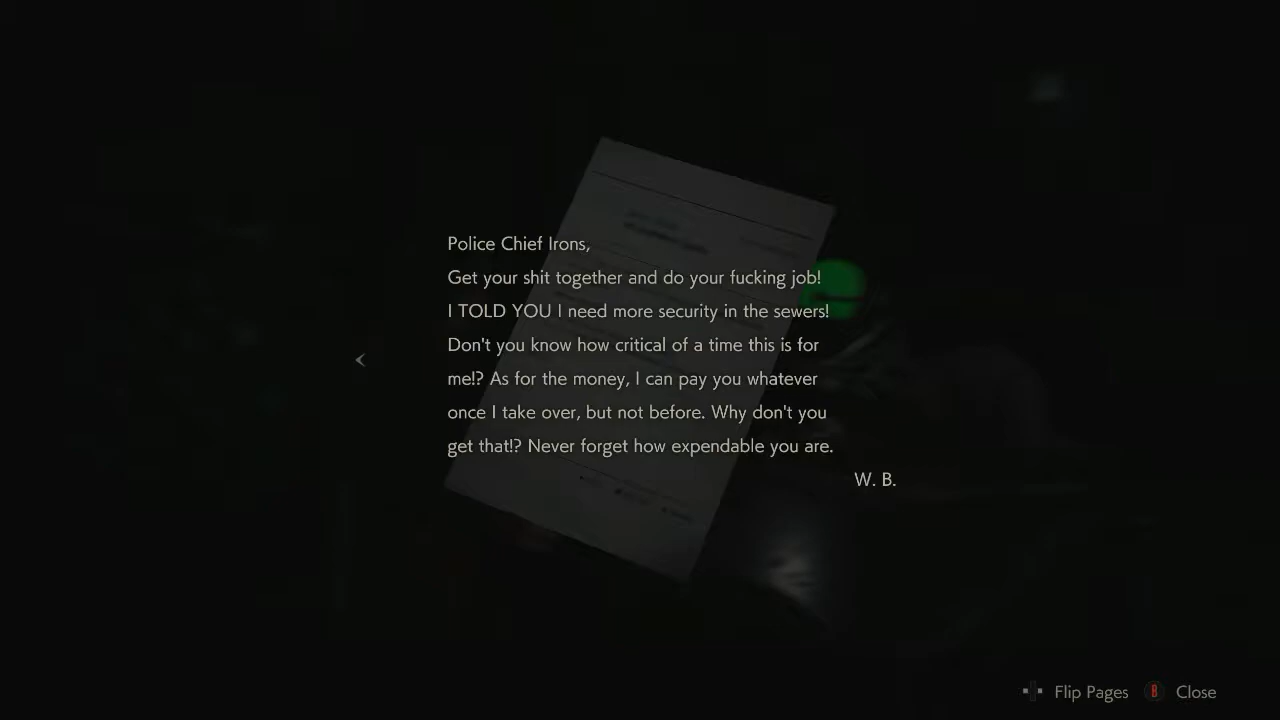 Police Chief Irons,
Get your shit together and do your fucking job!
I TOLD YOU I need more security in the sewers!
Don't you know how critical of a time this is for
me!? As for the money, I can pay you whatever
once I take over, but not before. Why don't you
get that!? Never forget how expendable you are.
W. B.
Flip Pages B Close